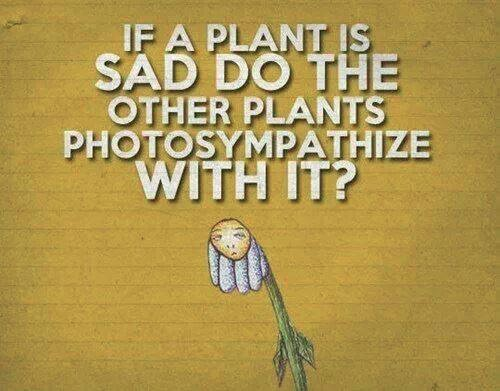 IF A PLANT IS
SAD DO THE
OTHER PLANTS
PHOTOSYMPATHIZE
WITH IT?